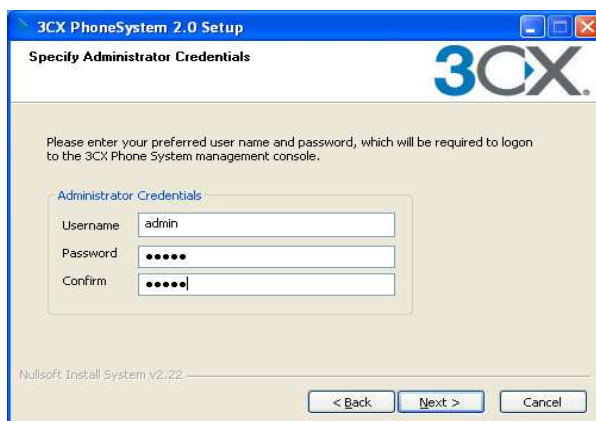 3CX PhoneSystem 2.0 Setup
Specify Administrator Credentials
3CX.
Please enter your preferred user name and password, which will be required to logon
to the 3CX Phone System management console.
Administrator Credentials
Username admin
Password ●●●●●
Confirm ●●●●●
Nullsoft Install System v2.22
< Back Next > Cancel